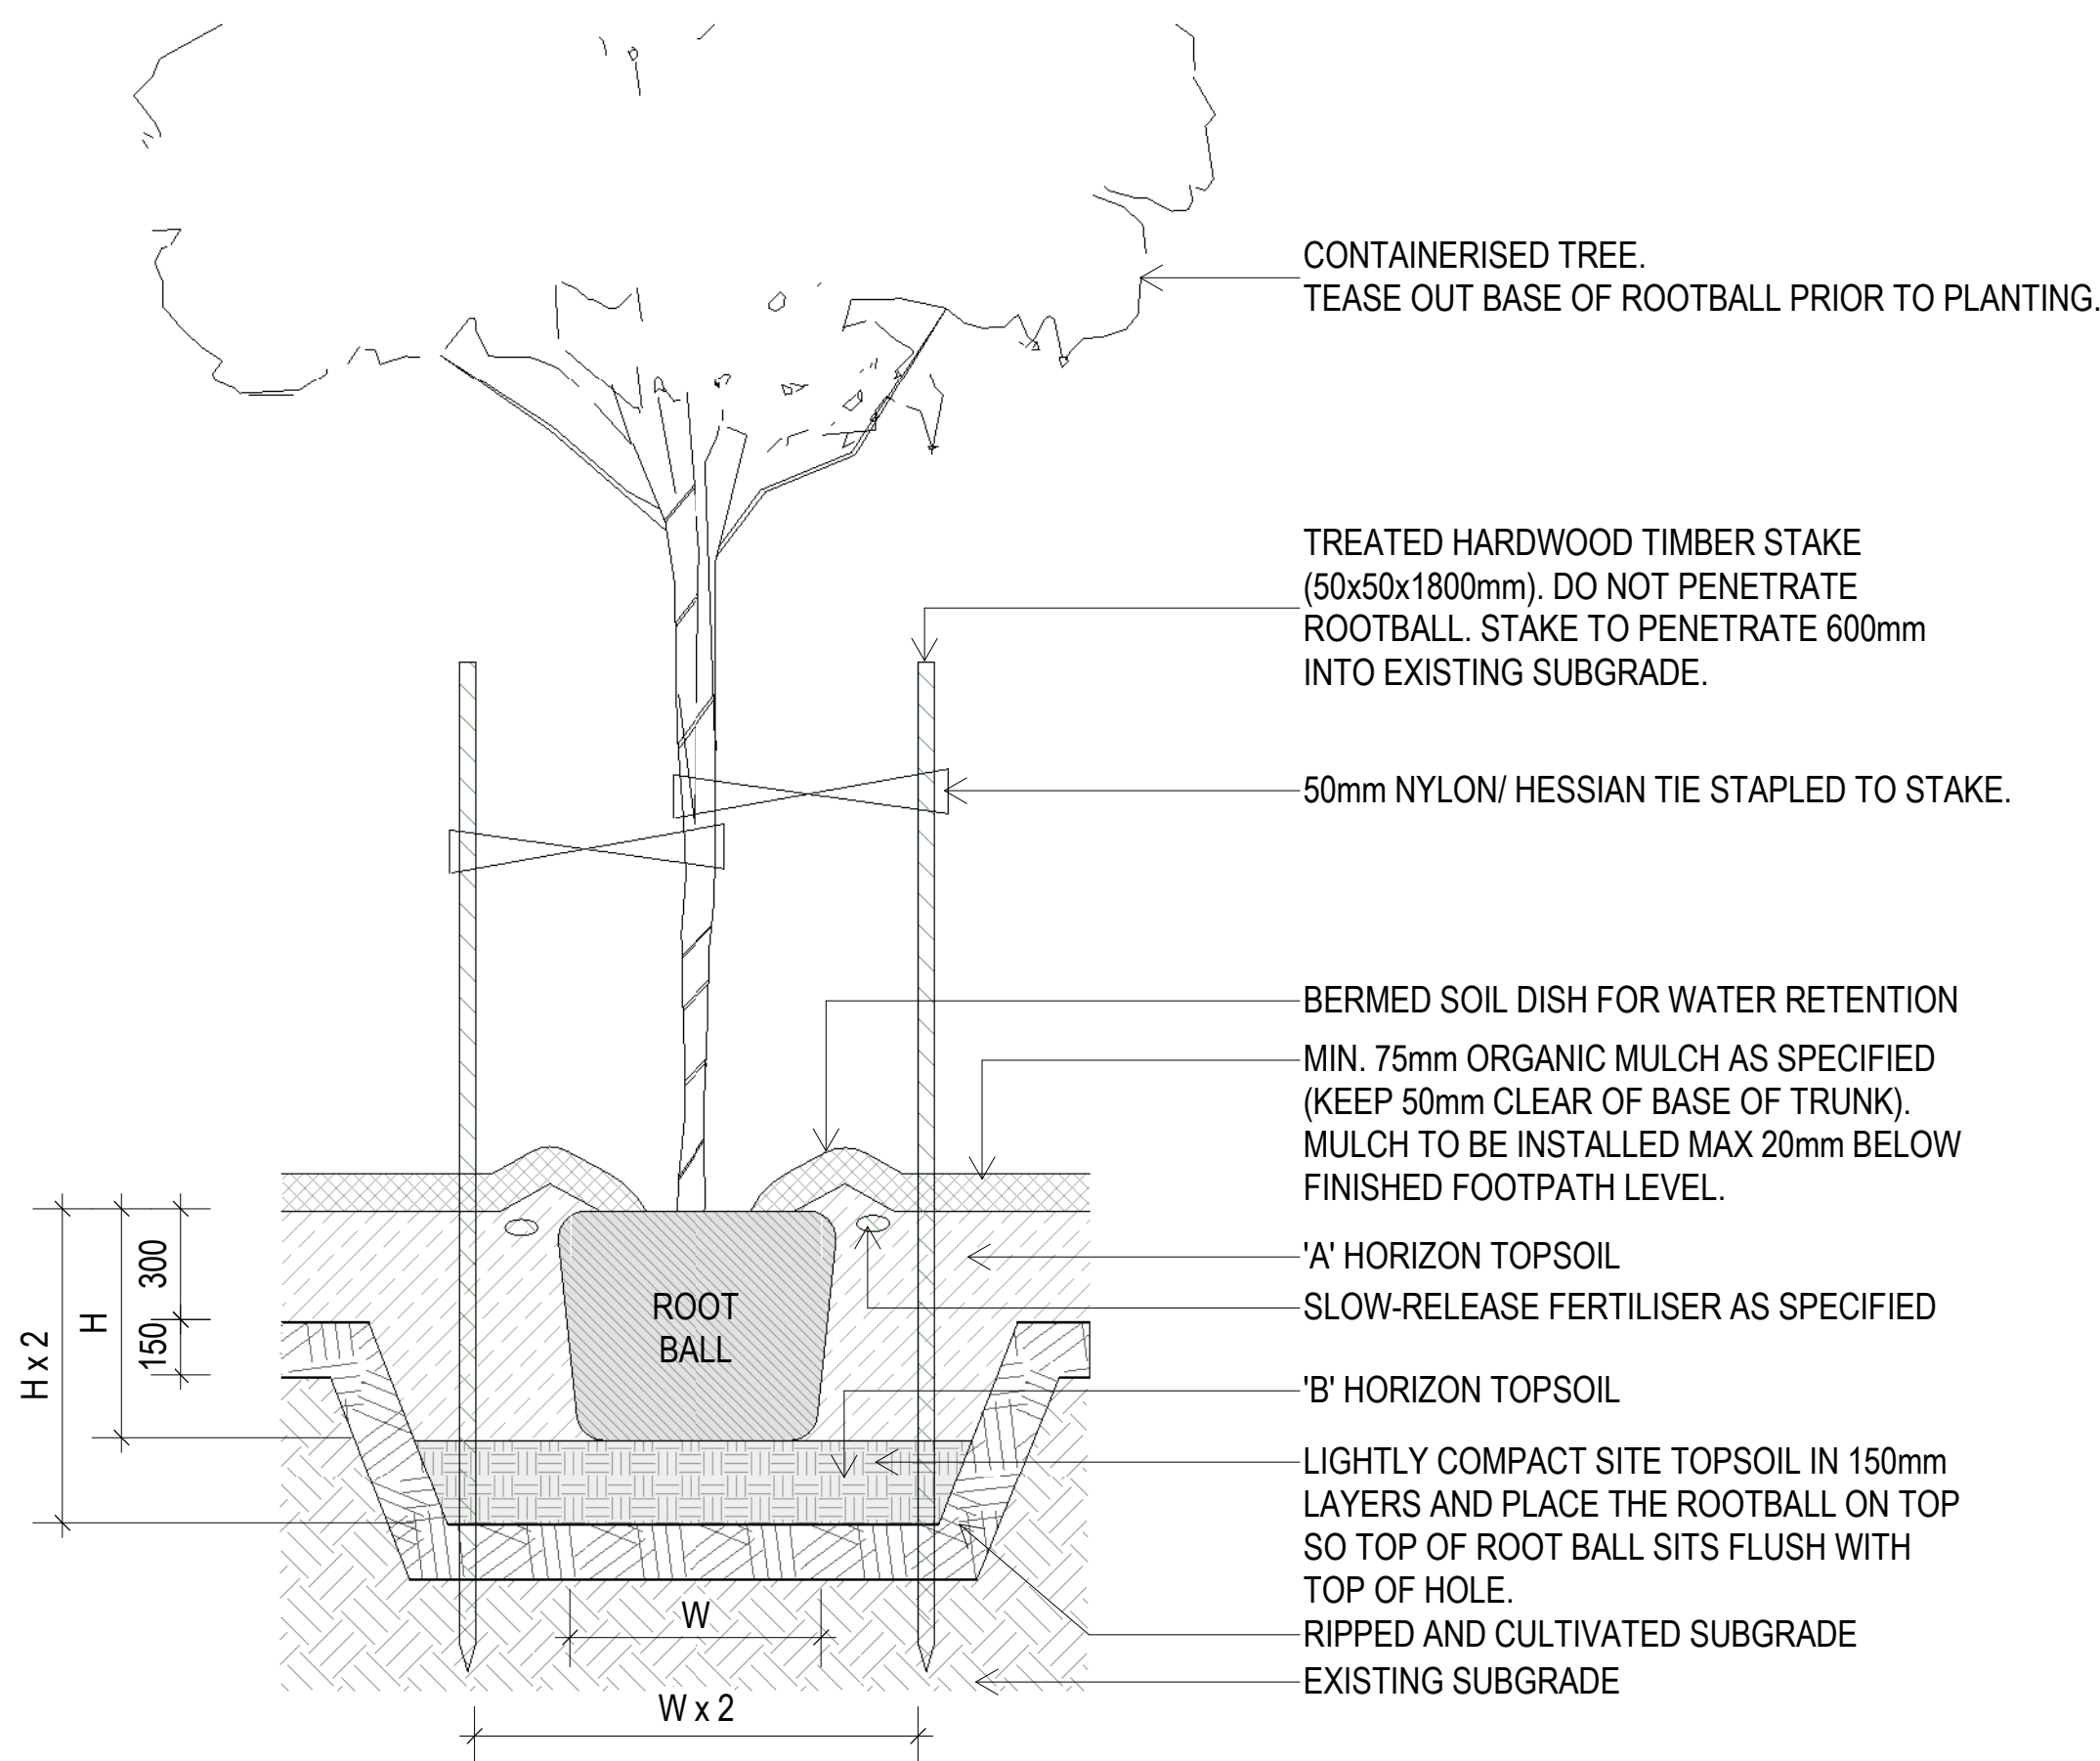 CONTAINERISED TREE.
TEASE OUT BASE OF ROOTBALL PRIOR TO PLANTING.
TREATED HARDWOOD TIMBER STAKE
(50x50x1800mm). DO NOT PENETRATE
ROOTBALL. STAKE TO PENETRATE 600mm
INTO EXISTING SUBGRADE.
50mm NYLON/ HESSIAN TIE STAPLED TO STAKE.
BERMED SOIL DISH FOR WATER RETENTION
MIN. 75mm ORGANIC MULCH AS SPECIFIED
(KEEP 50mm CLEAR OF BASE OF TRUNK).
MULCH TO BE INSTALLED MAX 20mm BELOW
FINISHED FOOTPATH LEVEL.
'A' HORIZON TOPSOIL
SLOW-RELEASE FERTILISER AS SPECIFIED
'B' HORIZON TOPSOIL
LIGHTLY COMPACT SITE TOPSOIL IN 150mm
LAYERS AND PLACE THE ROOTBALL ON TOP
SO TOP OF ROOT BALL SITS FLUSH WITH
TOP OF HOLE.
RIPPED AND CULTIVATED SUBGRADE
EXISTING SUBGRADE
H x 2
H
300
150
ROOT
BALL
W
W x 2